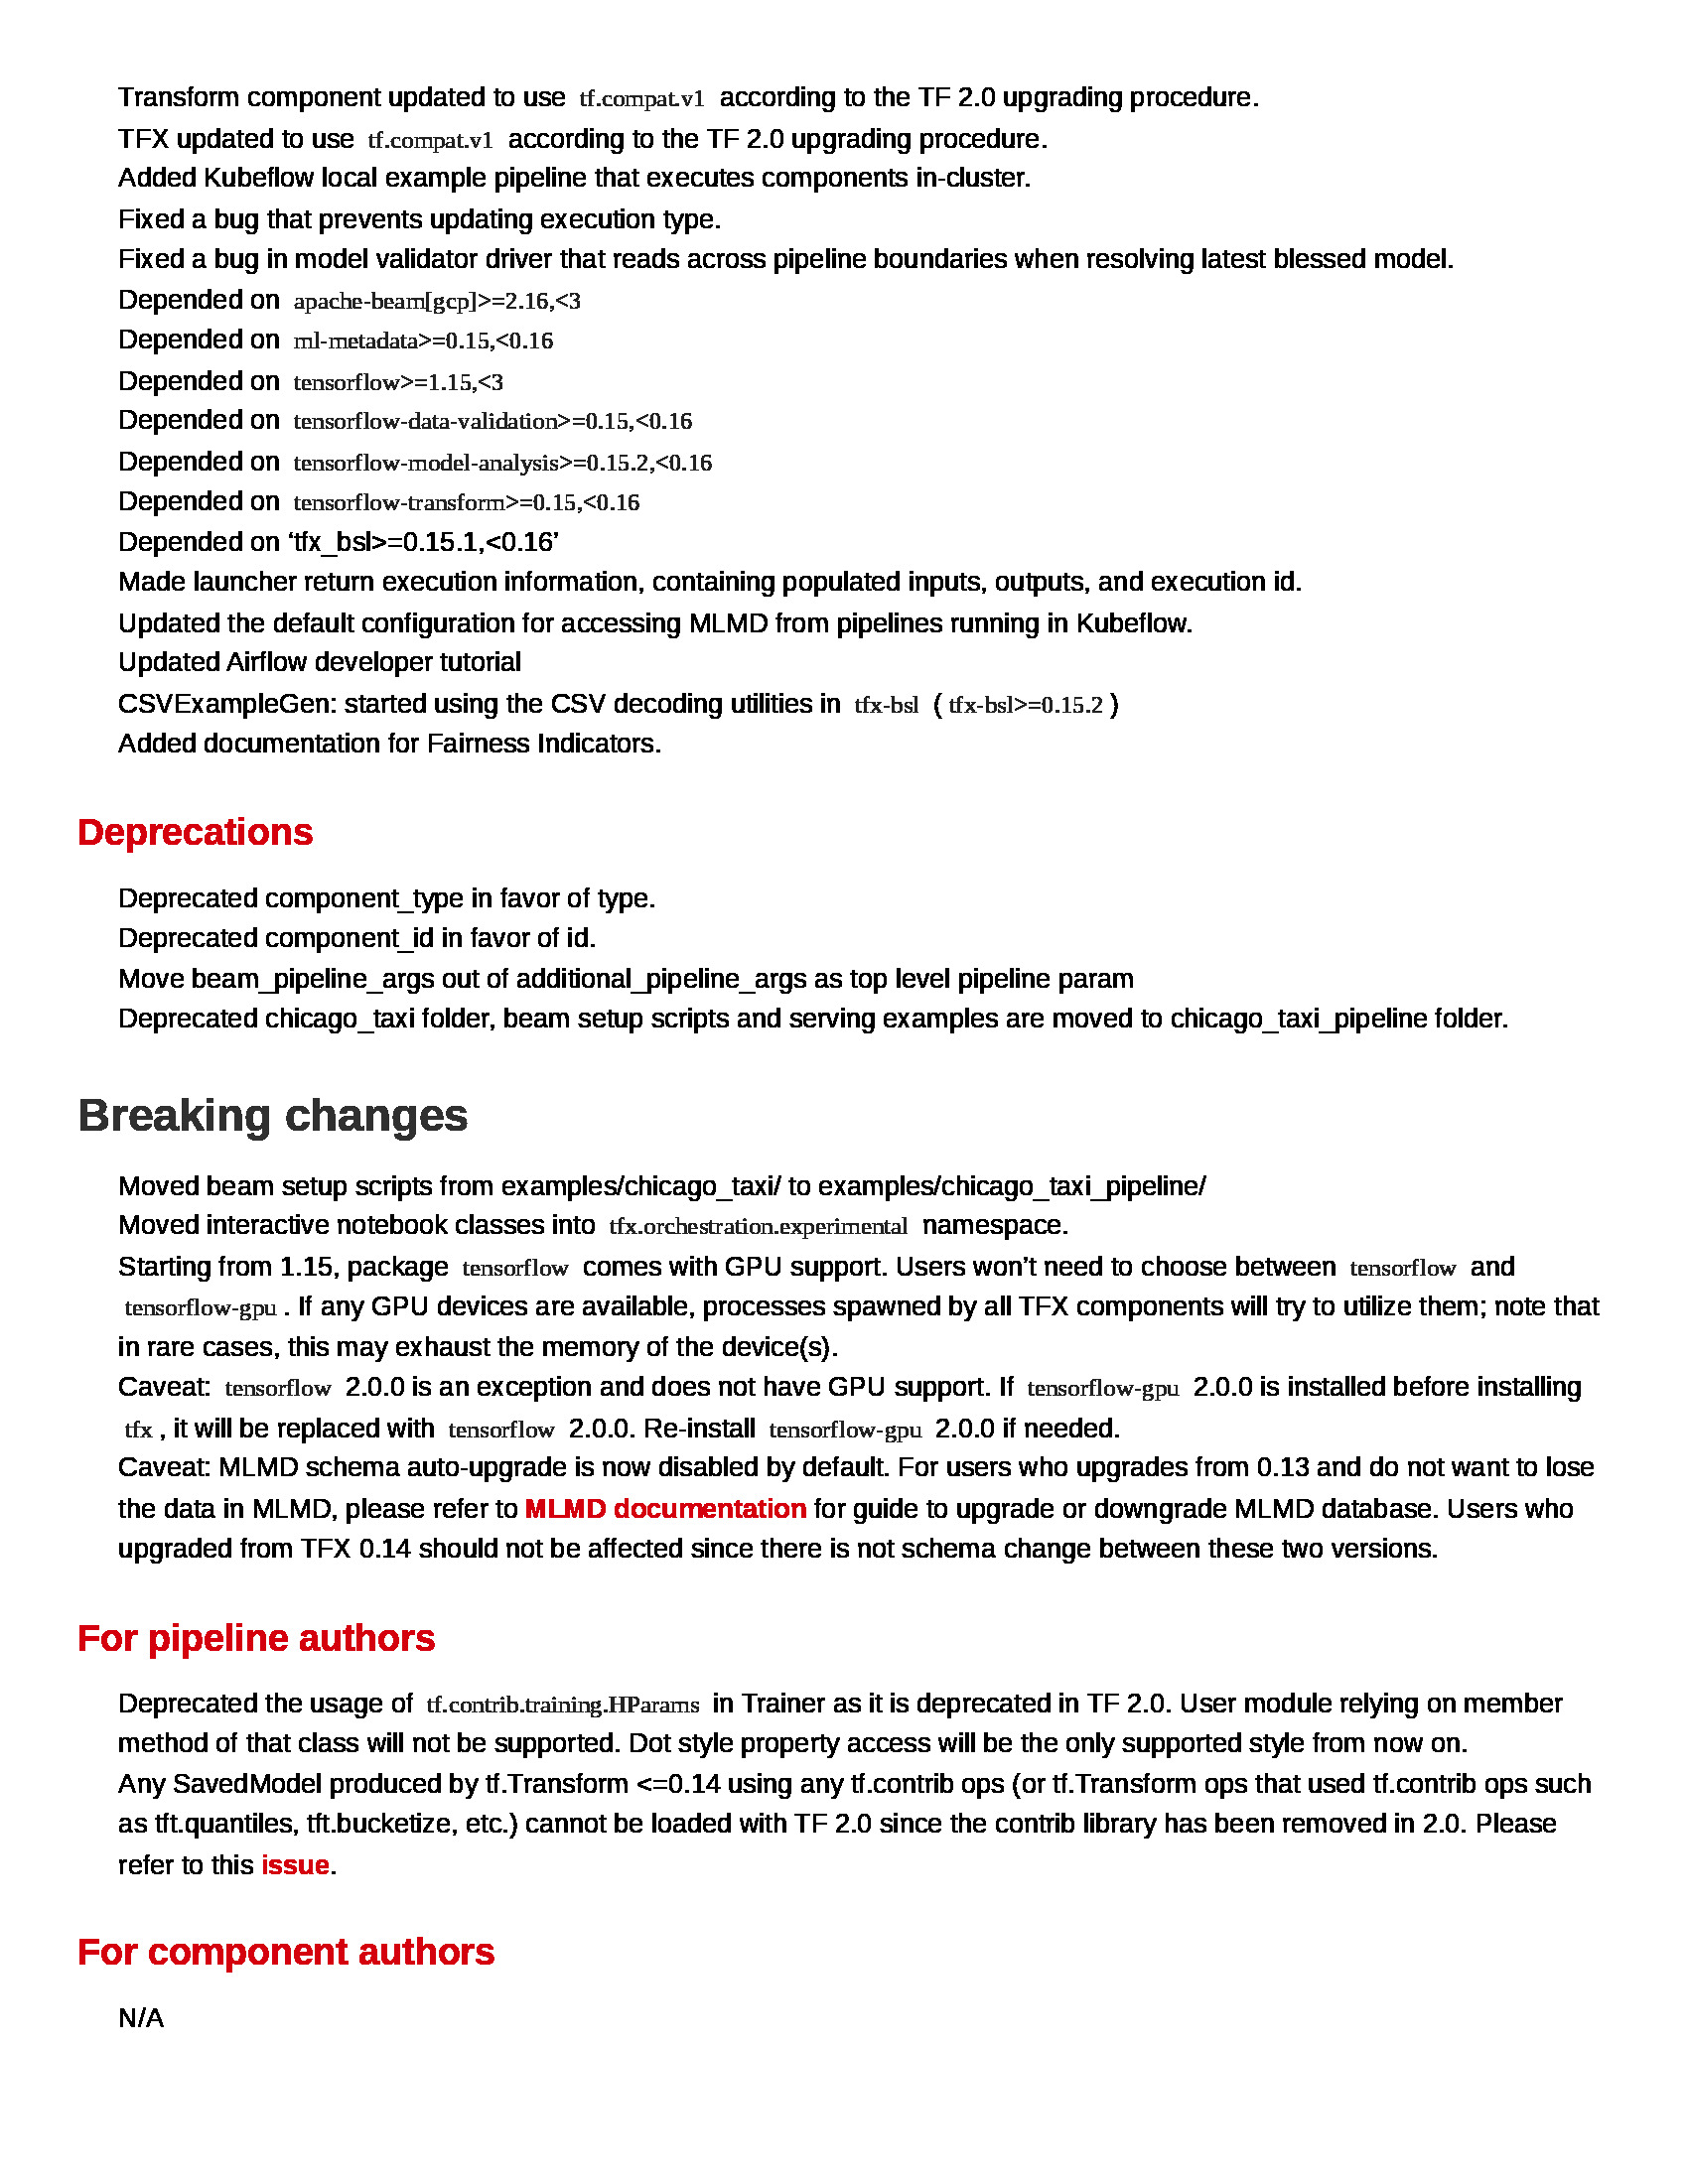 Transform component updated to use tf.compat.v1 according to the TF 2.0 upgrading procedure.
TFX updated to use tf.compat.v1 according to the TF 2.0 upgrading procedure.
Added Kubeflow local example pipeline that executes components in-cluster.
Fixed a bug that prevents updating execution type.
Fixed a bug in model validator driver that reads across pipeline boundaries when resolving latest blessed model.
Depended on apache-beam[gcp]>=2.16,<3
Depended on ml-metadata>=0.15,<0.16
Depended on tensorflow>=1.15,<3
Depended on tensorflow-data-validation>=0.15,<0.16
Depended on tensorflow-model-analysis>=0.15.2,<0.16
Depended on tensorflow-transform>=0.15,<0.16
Depended on ‘tfx_bsl>=0.15.1,<0.16’
Made launcher return execution information, containing populated inputs, outputs, and execution id.
Updated the default configuration for accessing MLMD from pipelines running in Kubeflow.
Updated Airflow developer tutorial
CSVExampleGen: started using the CSV decoding utilities in tfx-bsl ( tfx-bsl>=0.15.2 )
Added documentation for Fairness Indicators.
Deprecations
Deprecated component_type in favor of type.
Deprecated component_id in favor of id.
Move beam_pipeline_args out of additional_pipeline_args as top level pipeline param
Deprecated chicago_taxi folder, beam setup scripts and serving examples are moved to chicago_taxi_pipeline folder.
Breaking changes
Moved beam setup scripts from examples/chicago_taxi/ to examples/chicago_taxi_pipeline/
Moved interactive notebook classes into tfx.orchestration.experimental namespace.
Starting from 1.15, package tensorflow comes with GPU support. Users won’t need to choose between tensorflow and
tensorflow-gpu . If any GPU devices are available, processes spawned by all TFX components will try to utilize them; note that
in rare cases, this may exhaust the memory of the device(s).
Caveat: tensorflow 2.0.0 is an exception and does not have GPU support. If tensorflow-gpu 2.0.0 is installed before installing
tfx , it will be replaced with tensorflow 2.0.0. Re-install tensorflow-gpu 2.0.0 if needed.
Caveat: MLMD schema auto-upgrade is now disabled by default. For users who upgrades from 0.13 and do not want to lose
the data in MLMD, please refer to MLMD documentation for guide to upgrade or downgrade MLMD database. Users who
upgraded from TFX 0.14 should not be affected since there is not schema change between these two versions.
For pipeline authors
Deprecated the usage of tf.contrib.training.HParams in Trainer as it is deprecated in TF 2.0. User module relying on member
method of that class will not be supported. Dot style property access will be the only supported style from now on.
Any SavedModel produced by tf.Transform <=0.14 using any tf.contrib ops (or tf.Transform ops that used tf.contrib ops such
as tft.quantiles, tft.bucketize, etc.) cannot be loaded with TF 2.0 since the contrib library has been removed in 2.0. Please
refer to this issue.
For component authors
N/A